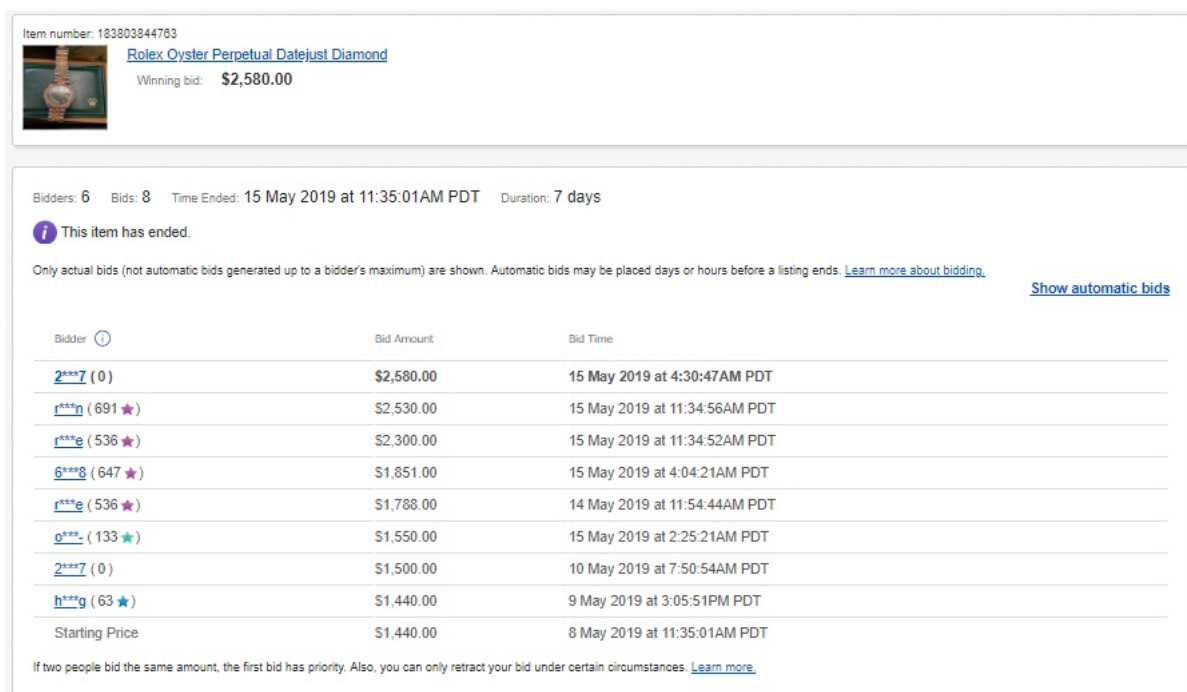 Item number: 183803844763
Rolex Oyster Perpetual Datejust Diamond
Winning bid: $2,580.00
Bidders: 6 Bids: 8 Time Ended: 15 May 2019 at 11:35:01AM PDT Duration: 7 days
i This item has ended.
Only actual bids (not automatic bids generated up to a bidder's maximum) are shown. Automatic bids may be placed days or hours before a listing ends. Learn more about bidding.
Show automatic bids
Bidder i Bid Amount Bid Time
2***7 ( 0 ) $2,580.00 15 May 2019 at 4:30:47AM PDT
r***n ( 691 ★ ) $2,530.00 15 May 2019 at 11:34:56AM PDT
r***e ( 536 ★ ) $2,300.00 15 May 2019 at 11:34:52AM PDT
6***8 ( 647 ★ ) $1,851.00 15 May 2019 at 4:04:21AM PDT
r***e ( 536 ★ ) $1,788.00 14 May 2019 at 11:54:44AM PDT
o***- ( 133 ★ ) $1,550.00 15 May 2019 at 2:25:21AM PDT
2***7 ( 0 ) $1,500.00 10 May 2019 at 7:50:54AM PDT
h***g ( 63 ★ ) $1,440.00 9 May 2019 at 3:05:51PM PDT
Starting Price $1,440.00 8 May 2019 at 11:35:01AM PDT
If two people bid the same amount, the first bid has priority. Also, you can only retract your bid under certain circumstances. Learn more.